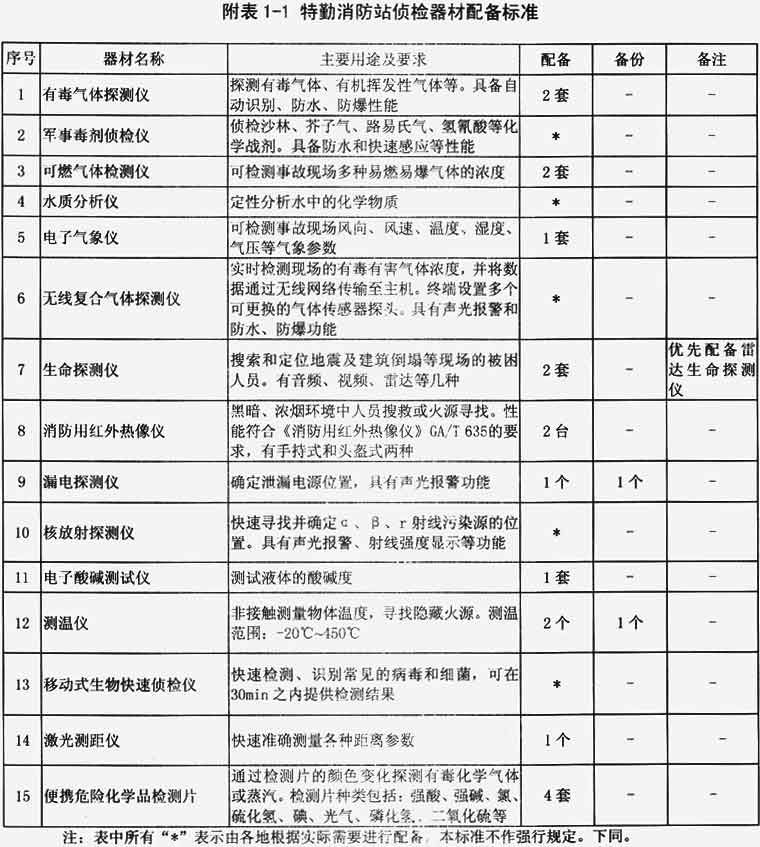 附表1-1 特勤消防站侦检器材配备标准
序号 器材名称 主要用途及要求 配备 备份 备注
1 有毒气体探测仪 探测有毒气体、有机挥发性气体等。具备自
动识别、防水、防爆性能 2套 - -
2 军事毒剂侦检仪 侦检沙林、芥子气、路易氏气、氢氰酸等化
学战剂。具备防水和快速感应等性能 * - -
3 可燃气体检测仪 可检测事故现场多种易燃易爆气体的浓度 2套 - -
4 水质分析仪 定性分析水中的化学物质 * - -
5 电子气象仪 可检测事故现场风向、风速、温度、湿度、
气压等气象参数 1套 - -
6 无线复合气体探测仪 实时检测现场的有毒有害气体浓度，并将数
据通过无线网络传输至主机。终端设置多个
可更换的气体传感器探头。具有声光报警和
防水、防爆功能 * - -
7 生命探测仪 搜索和定位地震及建筑倒塌等现场的被困
人员。有音频、视频、雷达等几种 2套 - 优先配备雷
达生命探测
仪
8 消防用红外热像仪 黑暗、浓烟环境中人员搜救或火源寻找。性
能符合《消防用红外热像仪》GA/T 635的要
求，有手持式和头盔式两种 2台 - -
9 漏电探测仪 确定泄漏电源位置，具有声光报警功能 1个 1个 -
10 核放射探测仪 快速寻找并确定α、β、r射线污染源的位
置。具有声光报警、射线强度显示等功能 * - -
11 电子酸碱测试仪 测试液体的酸碱度 1套 - -
12 测温仪 非接触测量物体温度，寻找隐藏火源。测温
范围：-20℃~450℃ 2个 1个 -
13 移动式生物快速侦检仪 快速检测、识别常见的病毒和细菌，可在
30min之内提供检测结果 * - -
14 激光测距仪 快速准确测量各种距离参数 1个 - -
15 便携危险化学品检测片 通过检测片的颜色变化探测有毒化学气体
或蒸汽。检测片种类包括：强酸、强碱、氯、
硫化氢、碘、光气、磷化氢、二氧化硫等 4套 - -
注：表中所有“*”表示由各地根据实际需要进行配备，本标准不作强行规定。下同。